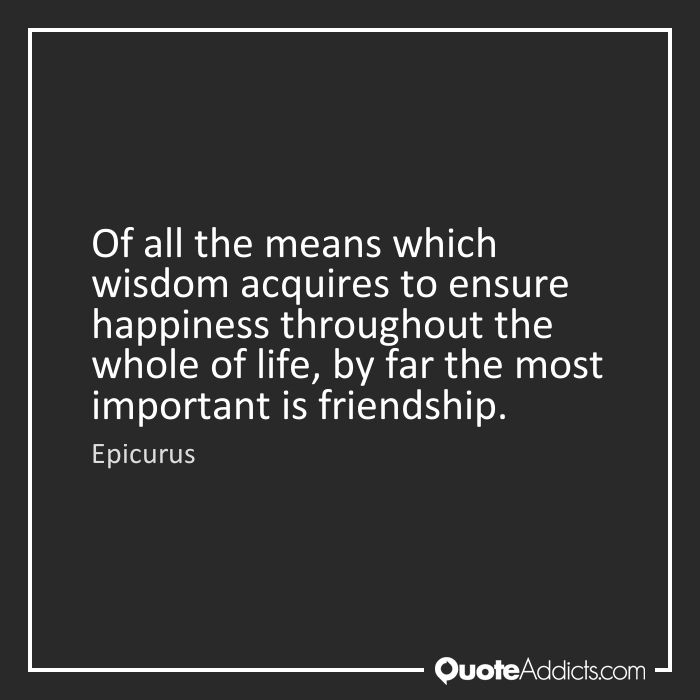 Of all the means which
wisdom acquires to ensure
happiness throughout the
whole of life, by far the most
important is friendship.
Epicurus
QuoteAddicts.com